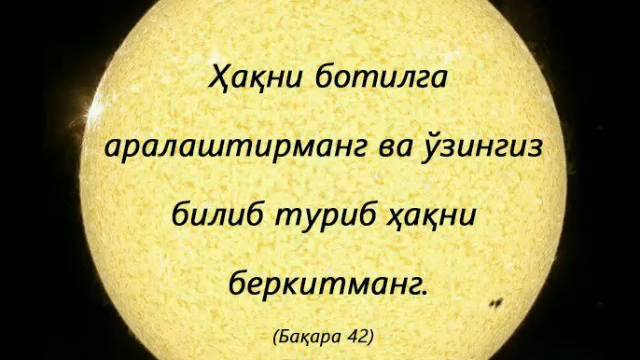 Ҳақни ботилга
аралаштирманг ва ўзингиз
билиб туриб ҳақни
беркитманг.
(Бақара 42)